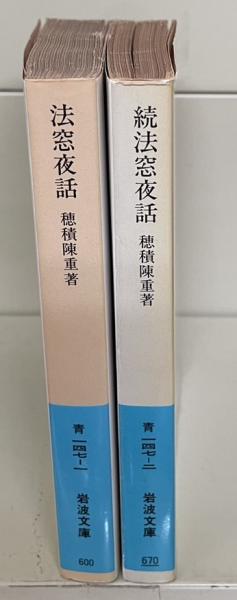 法窓夜話
穂積陳重著
青一四七-一
岩波文庫
600
続法窓夜話
穂積陳重著
青一四七-二
岩波文庫
670